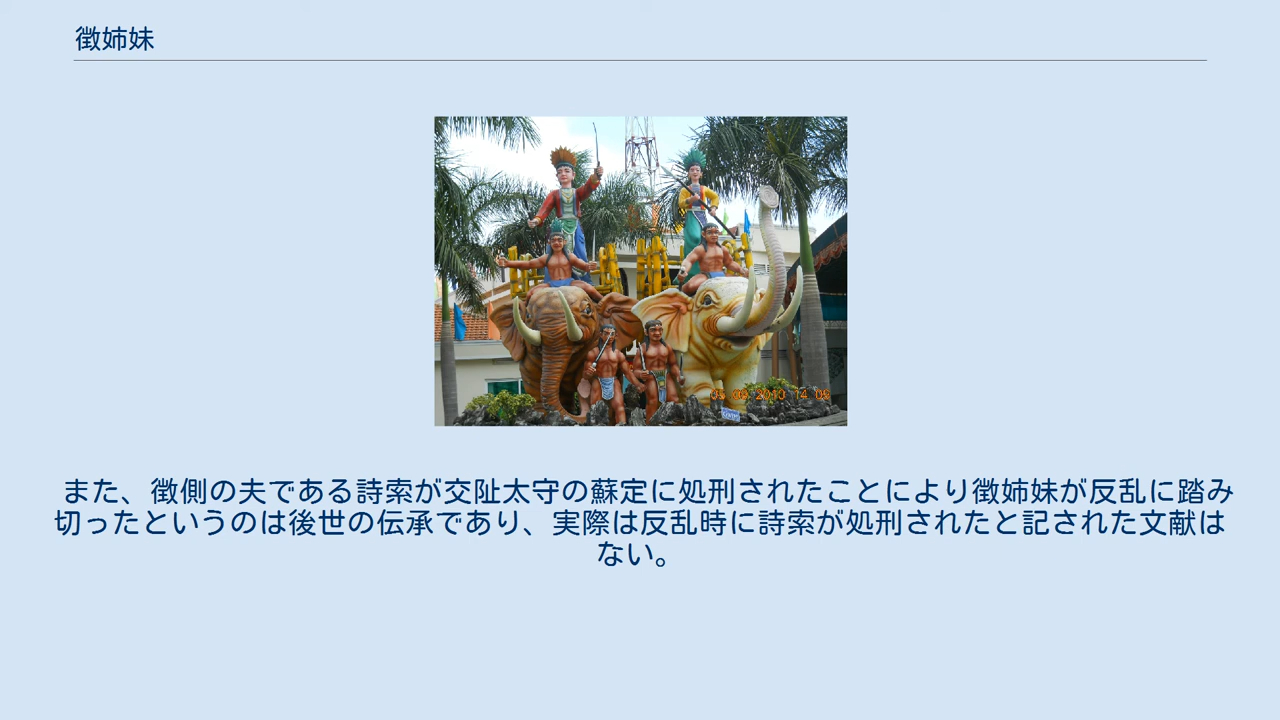 徴姉妹
05 09 2010 14 09
また、徴側の夫である詩索が交阯太守の蘇定に処刑されたことにより徴姉妹が反乱に踏み
切ったというのは後世の伝承であり、実際は反乱時に詩索が処刑されたと記された文献は
ない。